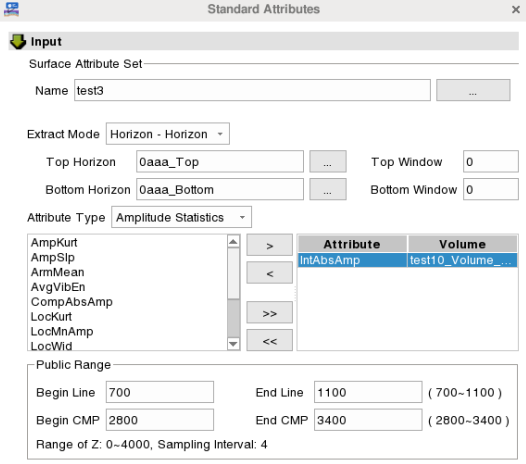 Standard Attributes ×
Input
Surface Attribute Set
Name test3 ...
Extract Mode Horizon - Horizon
Top Horizon 0aaa_Top ... Top Window 0
Bottom Horizon 0aaa_Bottom ... Bottom Window 0
Attribute Type Amplitude Statistics
AmpKurt > Attribute Volume
AmpSlp IntAbsAmp test10_Volume_...
ArmMean <
AvgVibEn
CompAbsAmp >>
LocKurt
LocMnAmp <<
LocWid
Public Range
Begin Line 700 End Line 1100 ( 700~1100 )
Begin CMP 2800 End CMP 3400 ( 2800~3400 )
Range of Z: 0~4000, Sampling Interval: 4